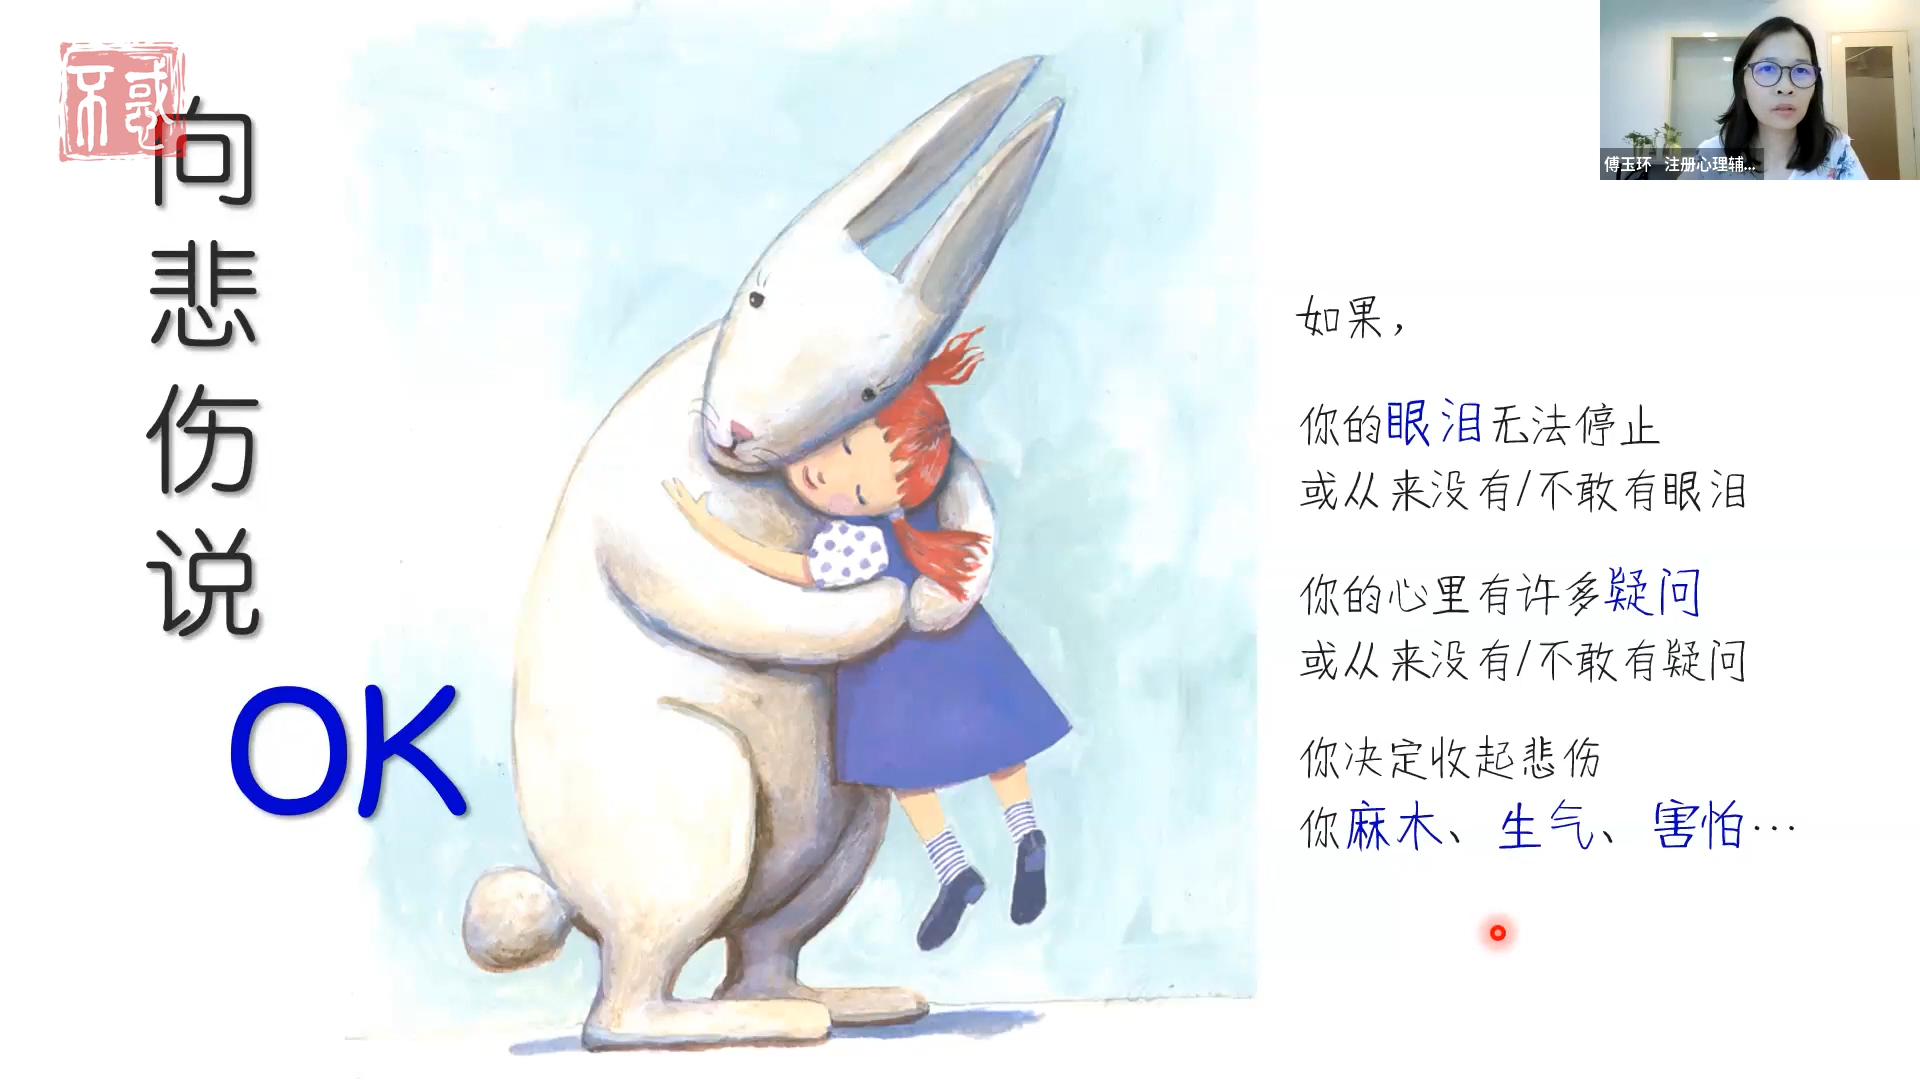 不惑
向悲伤说
OK
如果，
你的眼泪无法停止
或从来没有/不敢有眼泪
你的心里有许多疑问
或从来没有/不敢有疑问
你决定收起悲伤
你麻木、生气、害怕…
傅玉环 注册心理辅...